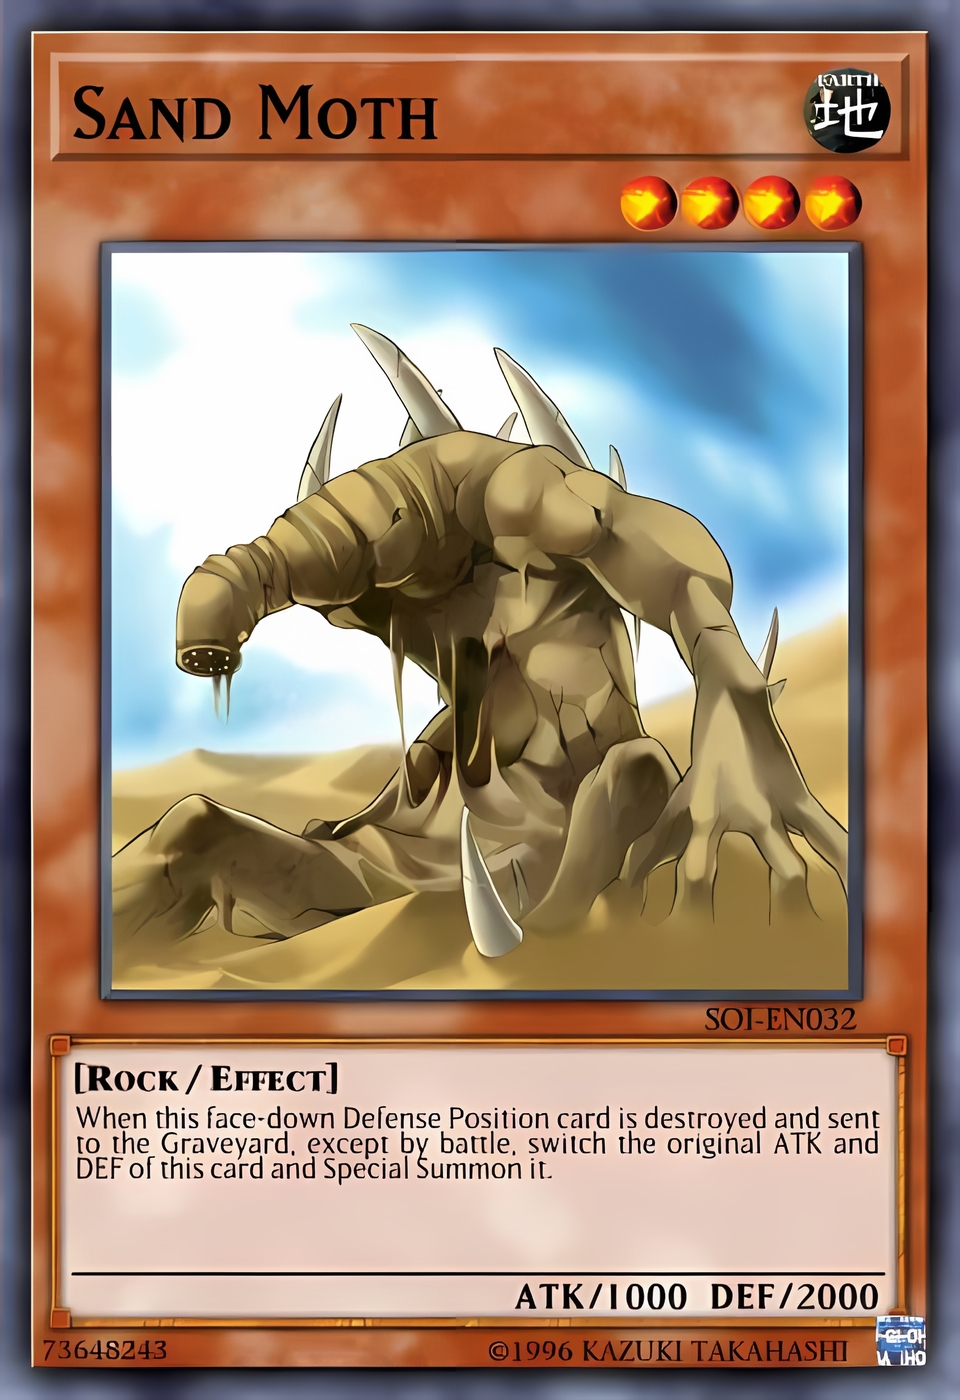 SAND MOTH
EARTH
地
SOI-EN032
[ROCK / EFFECT]
When this face-down Defense Position card is destroyed and sent
to the Graveyard, except by battle, switch the original ATK and
DEF of this card and Special Summon it.
ATK/1000 DEF/2000
73648243
©1996 KAZUKI TAKAHASHI